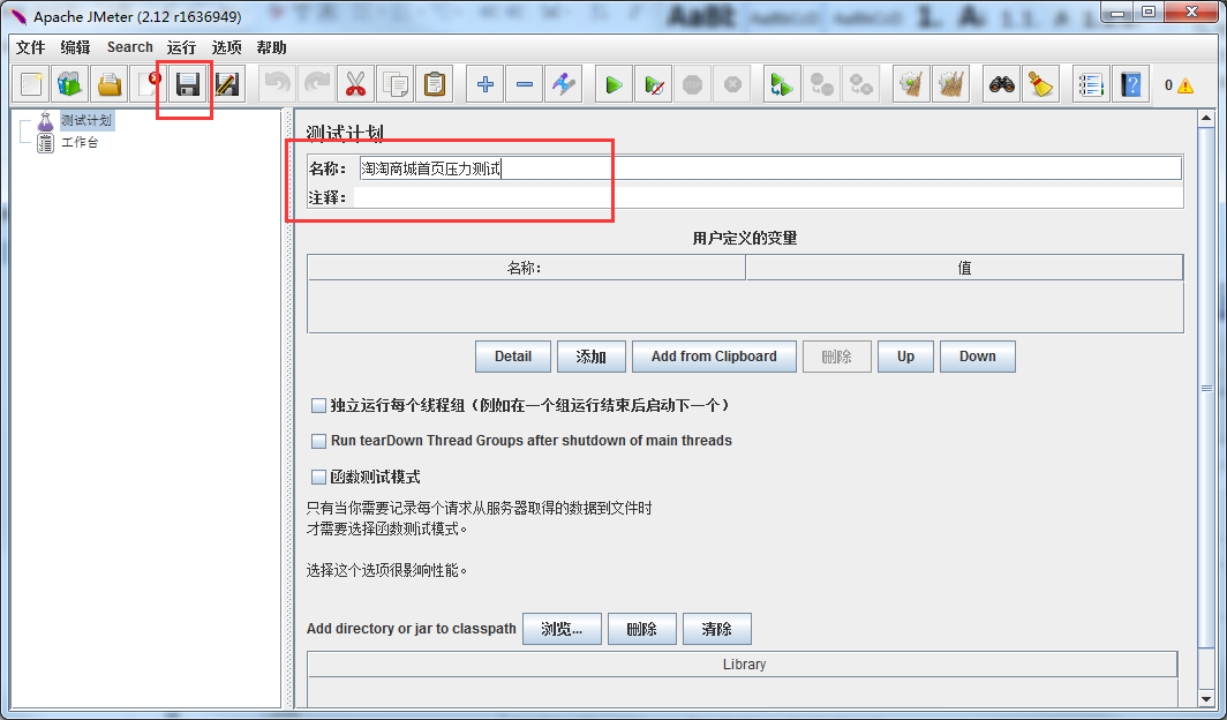 Apache JMeter (2.12 r1636949)
文件 编辑 Search 运行 选项 帮助
0
测试计划
工作台
测试计划
名称： 淘淘商城首页压力测试
注释：
用户定义的变量
名称： 值
Detail 添加 Add from Clipboard 删除 Up Down
独立运行每个线程组（例如在一个组运行结束后启动下一个）
Run tearDown Thread Groups after shutdown of main threads
函数测试模式
只有当你需要记录每个请求从服务器取得的数据到文件时
才需要选择函数测试模式。
选择这个选项很影响性能。
Add directory or jar to classpath 浏览... 删除 清除
Library